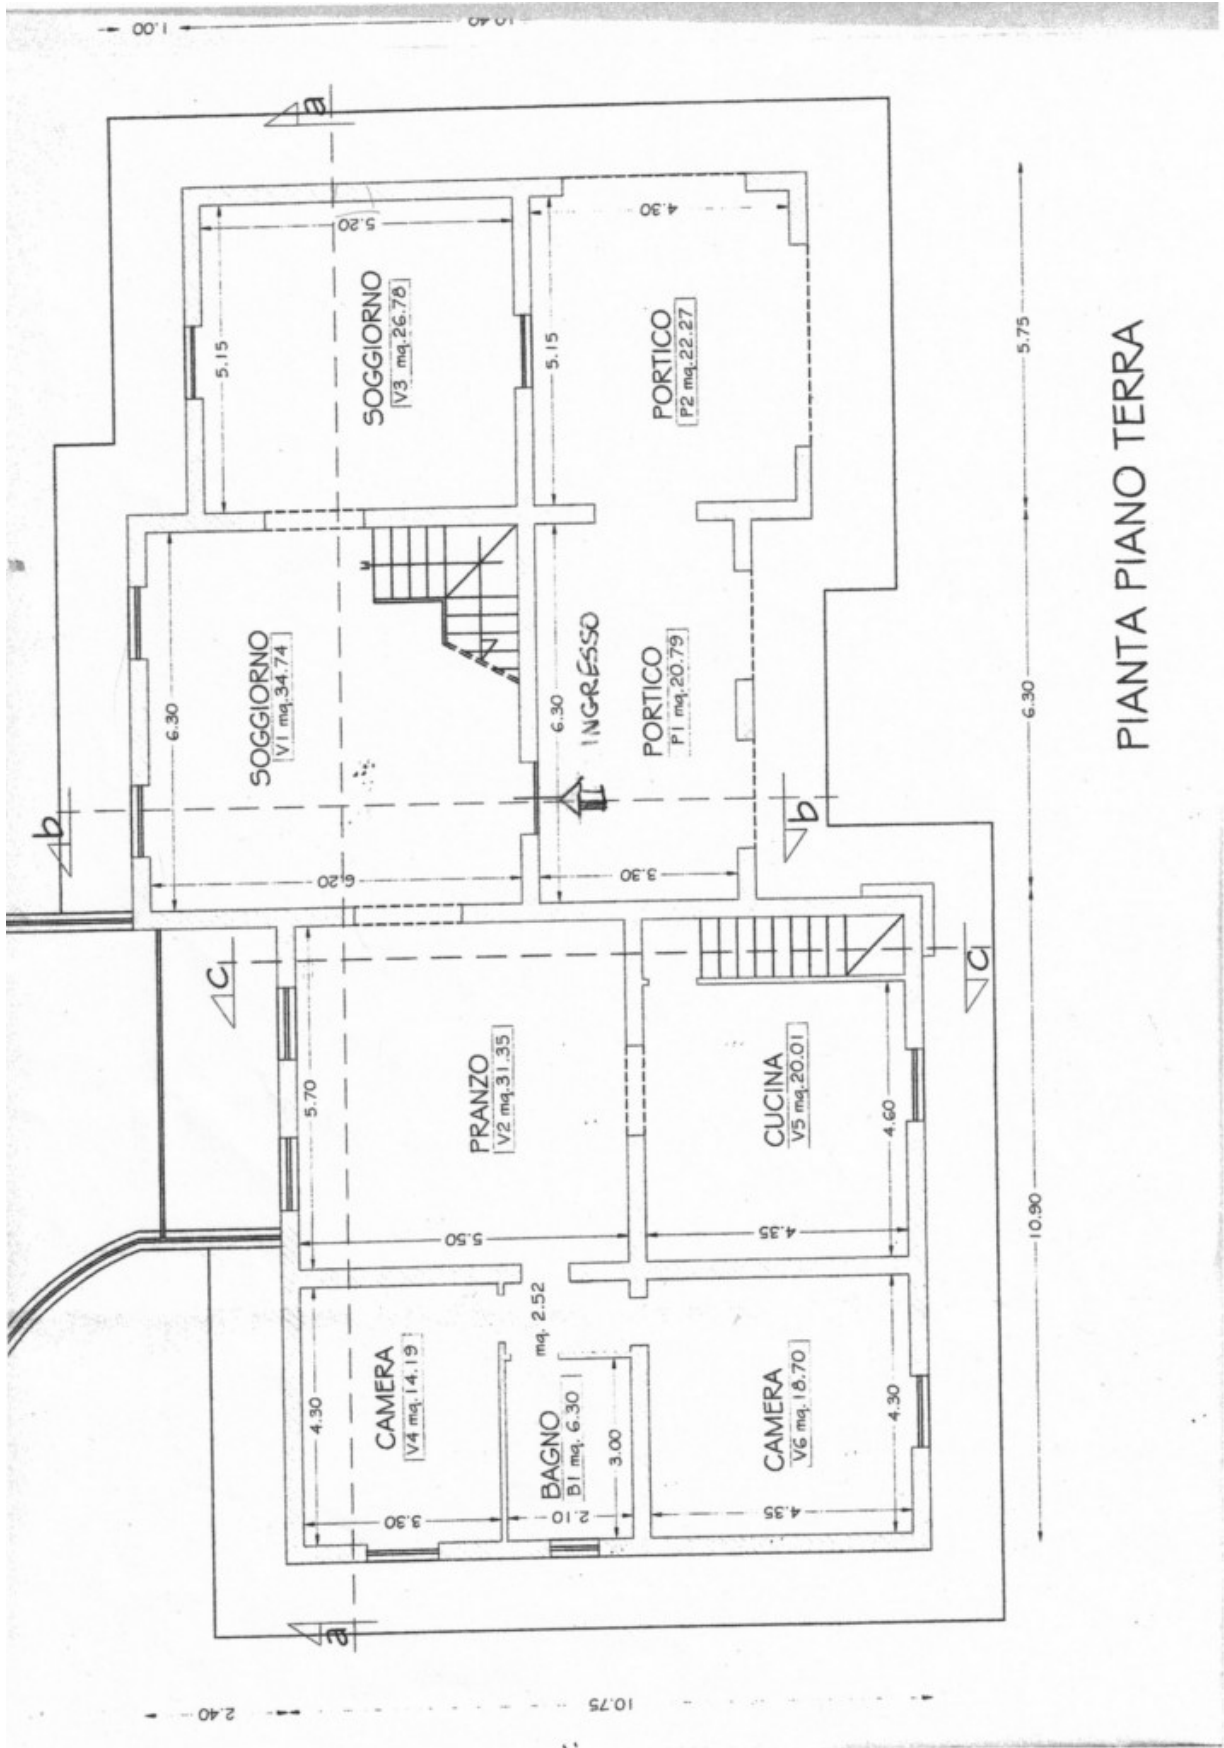 1.00
10.40
a
5.20
4.30
5.15
SOGGIORNO
V3 mq.26.78
5.15
PORTICO
P2 mq.22.27
5.75
SOGGIORNO
V1 mq.34.74
6.30
INGRESSO
6.30
PORTICO
P1 mq.20.79
6.30
b
b
6.20
3.30
c
c
5.70
PRANZO
V2 mq.31.35
CUCINA
V5 mq.20.01
4.60
5.50
4.35
10.90
mq. 2.52
4.30
CAMERA
V4 mq.14.19
BAGNO
B1 mq. 6.30
3.00
CAMERA
V6 mq.18.70
4.30
3.30
2.10
4.35
a
2.40
10.75
PIANTA PIANO TERRA